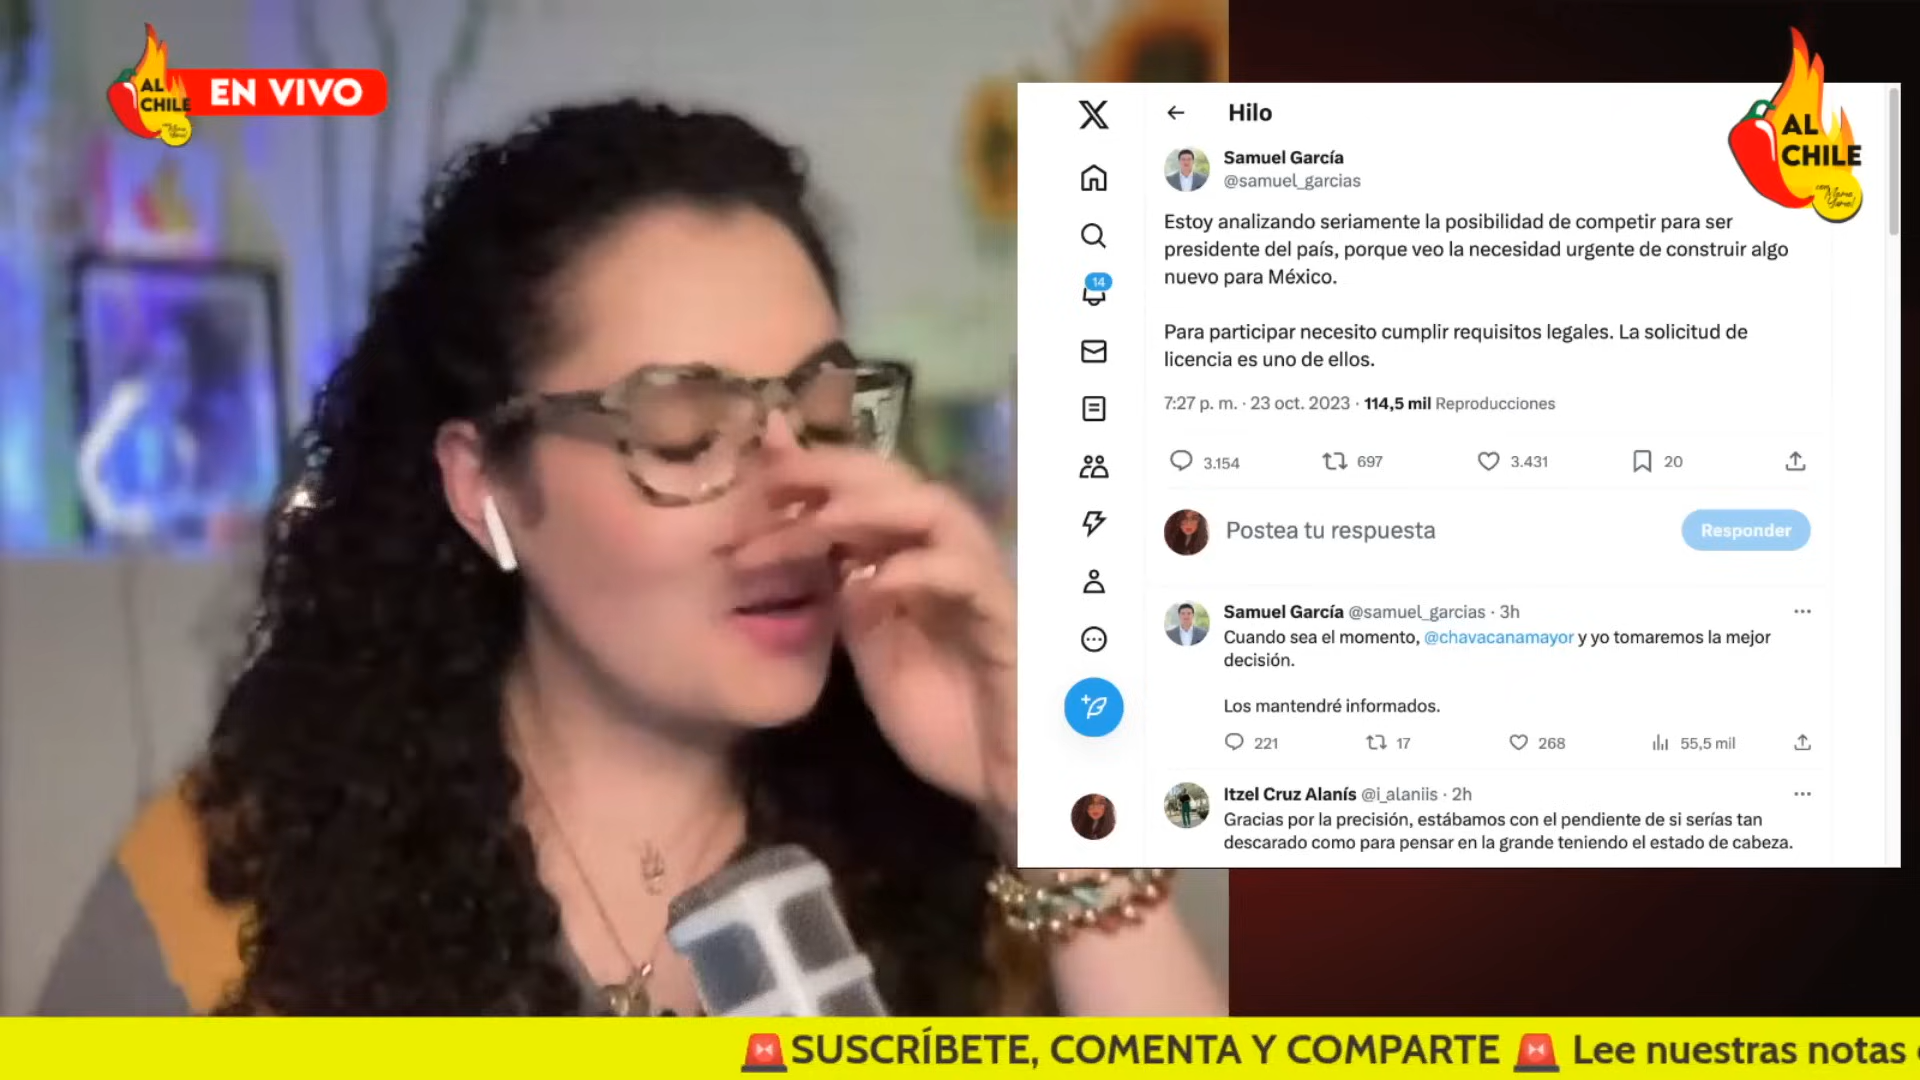 AL
CHILE
EN VIVO
AL
CHILE
con Mema
Yamel
Hilo
Samuel García
@samuel_garcias
Estoy analizando seriamente la posibilidad de competir para ser
presidente del país, porque veo la necesidad urgente de construir algo
nuevo para México.
Para participar necesito cumplir requisitos legales. La solicitud de
licencia es uno de ellos.
7:27 p. m. · 23 oct. 2023 · 114,5 mil Reproducciones
14
3.154 697 3.431 20
Postea tu respuesta
Responder
Samuel García @samuel_garcias · 3h
Cuando sea el momento, @chavacanamayor y yo tomaremos la mejor
decisión.
Los mantendré informados.
221 17 268 55,5 mil
Itzel Cruz Alanís @i_alaniis · 2h
Gracias por la precisión, estábamos con el pendiente de si serías tan
descarado como para pensar en la grande teniendo el estado de cabeza.
SUSCRÍBETE, COMENTA Y COMPARTE Lee nuestras notas